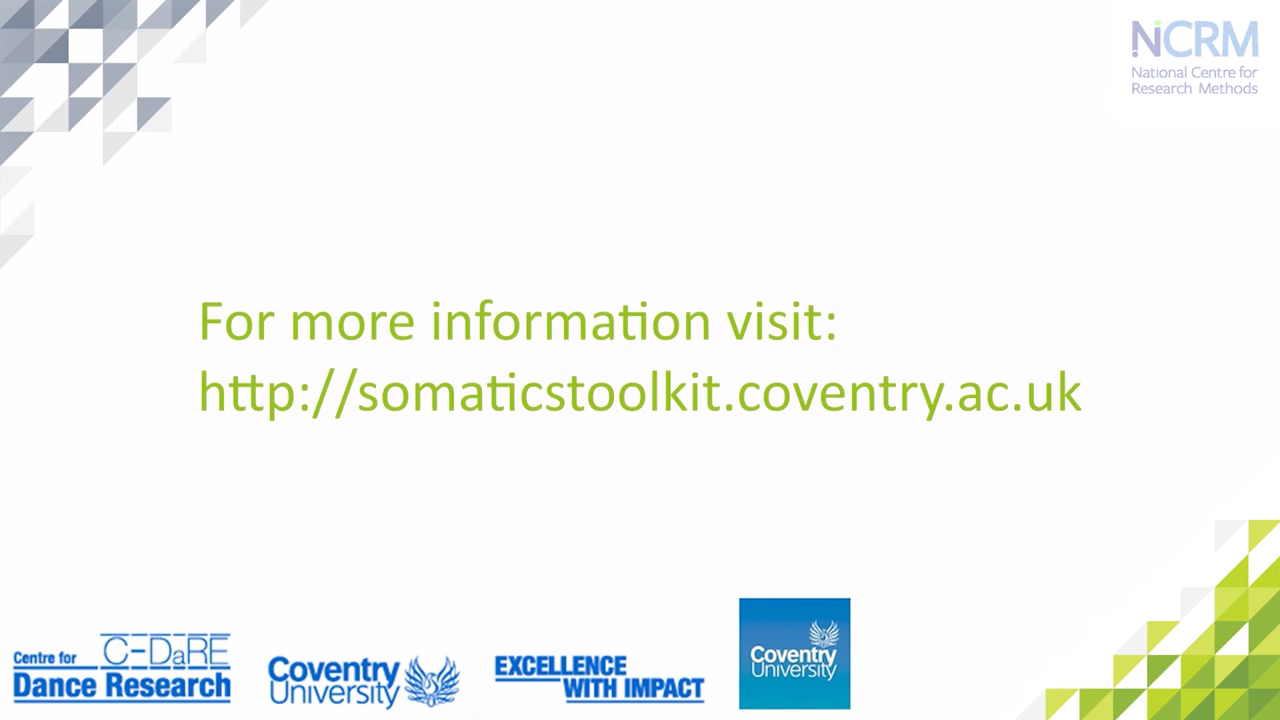 NCRM
National Centre for
Research Methods
For more information visit:
http://somaticstoolkit.coventry.ac.uk
Centre for C-DaRE
Dance Research
Coventry
University
EXCELLENCE
WITH IMPACT
Coventry
University